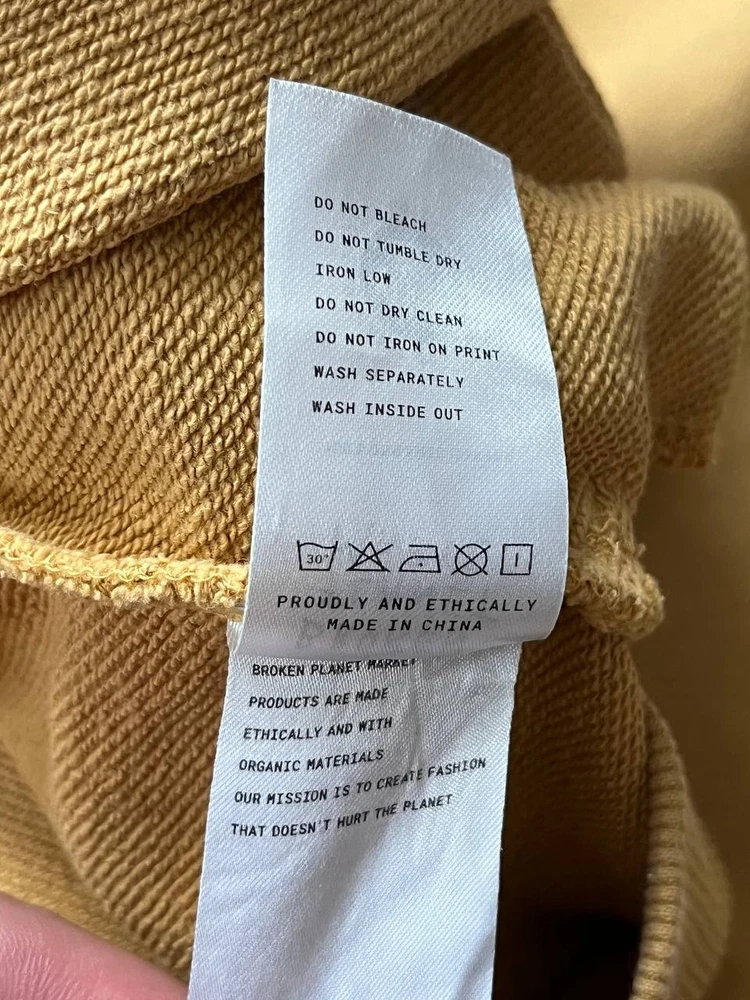 DO NOT BLEACH
DO NOT TUMBLE DRY
IRON LOW
DO NOT DRY CLEAN
DO NOT IRON ON PRINT
WASH SEPARATELY
WASH INSIDE OUT
30°
PROUDLY AND ETHICALLY
MADE IN CHINA
BROKEN PLANET MARKET
PRODUCTS ARE MADE
ETHICALLY AND WITH
ORGANIC MATERIALS
OUR MISSION IS TO CREATE FASHION
THAT DOESN'T HURT THE PLANET